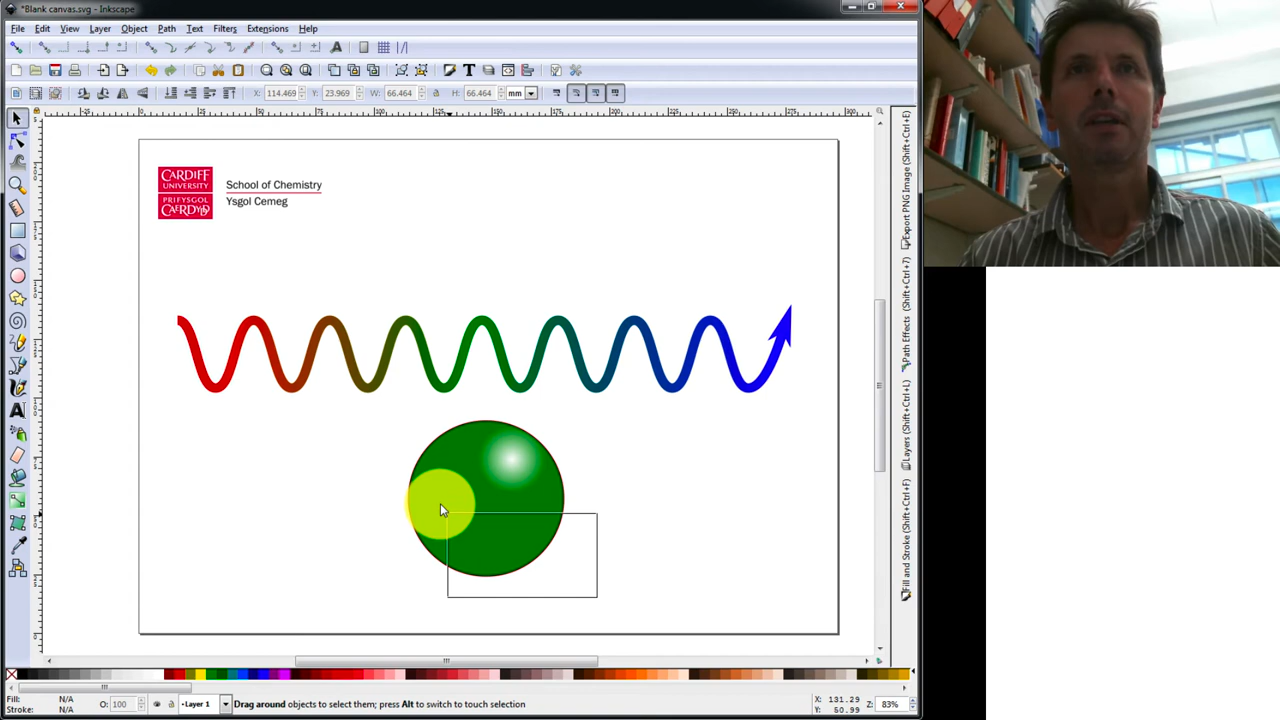 *Blank canvas.svg - Inkscape
File Edit View Layer Object Path Text Filters Extensions Help
X: 114.469 Y: 23.969 W: 66.464 H: 66.464 mm
CARDIFF
UNIVERSITY
PRIFYSGOL
CAERDYDD
School of Chemistry
Ysgol Cemeg
Export PNG Image (Shift+Ctrl+E)
Path Effects (Shift+Ctrl+7)
Layers (Shift+Ctrl+L)
Fill and Stroke (Shift+Ctrl+F)
Fill: N/A
Stroke: N/A
O: 100
Layer 1
Drag around objects to select them; press Alt to switch to touch selection
X: 131.29
Y: 50.99
Z: 83%